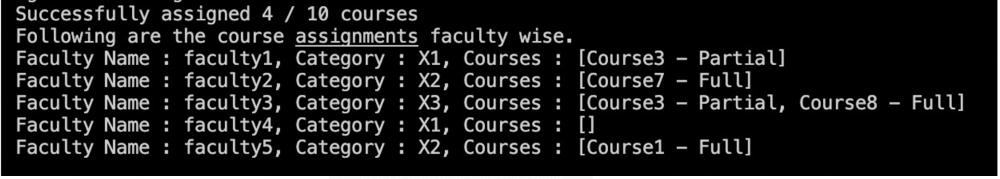 Successfully assigned 4 / 10 courses
Following are the course assignments faculty wise.
Faculty Name : faculty1, Category : X1, Courses : [Course3 – Partial]
Faculty Name : faculty2, Category : X2, Courses : [Course7 – Full]
Faculty Name : faculty3, Category : X3, Courses : [Course3 – Partial, Course8 – Full]
Faculty Name : faculty4, Category : X1, Courses : []
Faculty Name : faculty5, Category : X2, Courses : [Course1 – Full]